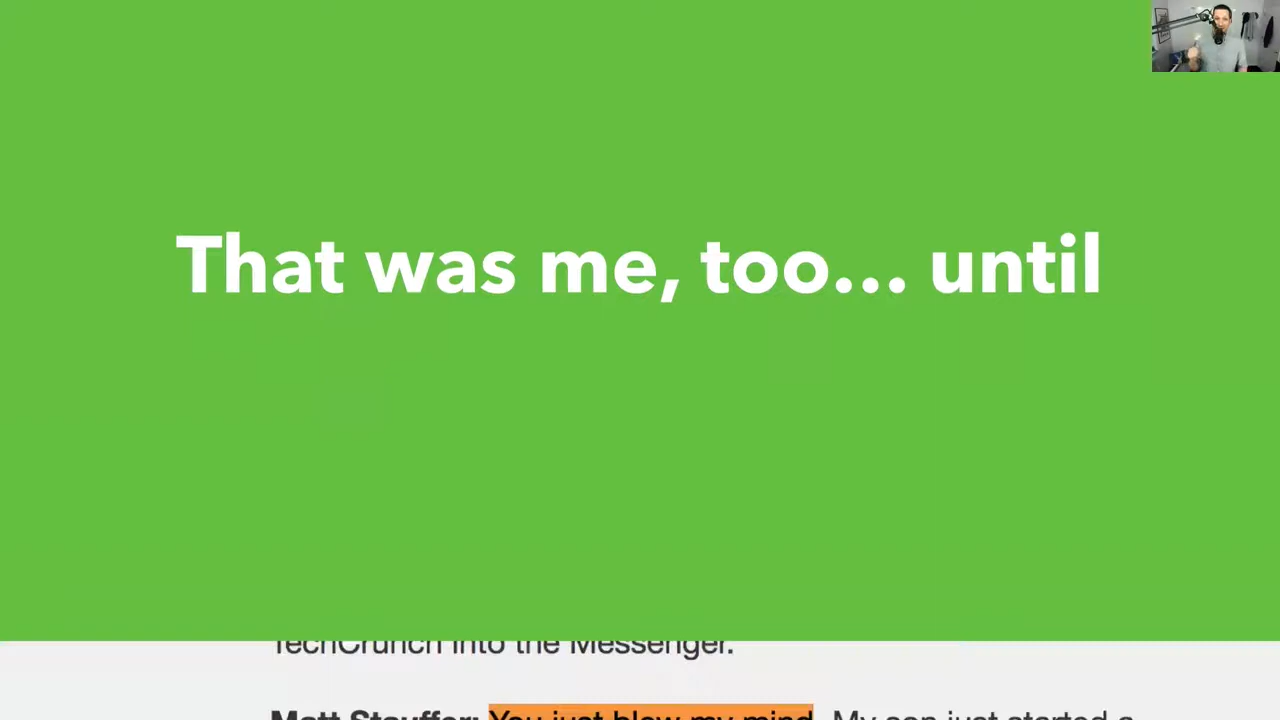 That was me, too... until
TechCrunch into the Messenger.
Matt Stauffer: You just blew my mind. My son just started a